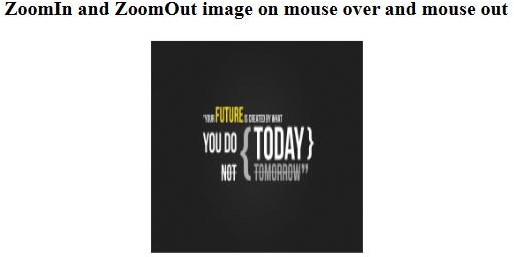 ZoomIn and ZoomOut image on mouse over and mouse out
"YOUR FUTURE IS CREATED BY WHAT
YOU DO { TODAY }
NOT TOMORROW"